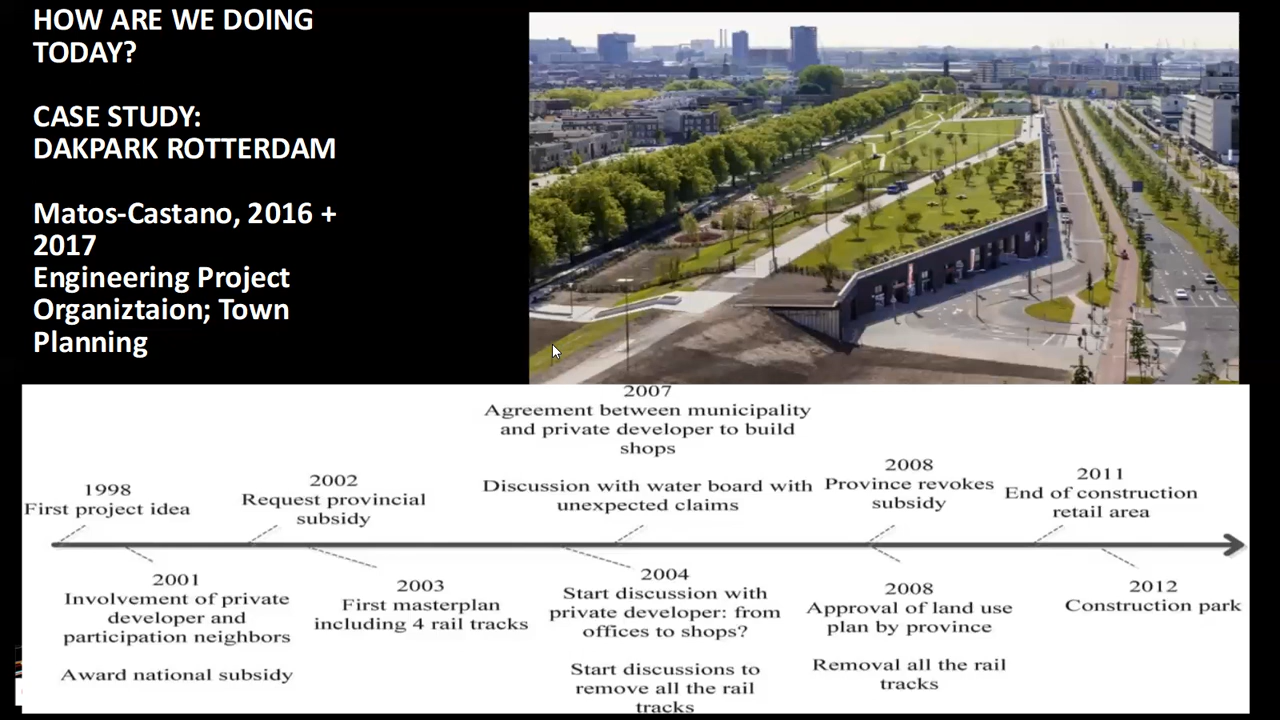 HOW ARE WE DOING
TODAY?
CASE STUDY:
DAKPARK ROTTERDAM
Matos-Castano, 2016 +
2017
Engineering Project
Organiztaion; Town
Planning
2007
Agreement between municipality
and private developer to build
shops
Discussion with water board with
unexpected claims
1998
First project idea
2002
Request provincial
subsidy
2008
Province revokes
subsidy
2011
End of construction
retail area
2001
Involvement of private
developer and
participation neighbors
Award national subsidy
2003
First masterplan
including 4 rail tracks
2004
Start discussion with
private developer: from
offices to shops?
Start discussions to
remove all the rail
tracks
2008
Approval of land use
plan by province
Removal all the rail
tracks
2012
Construction park